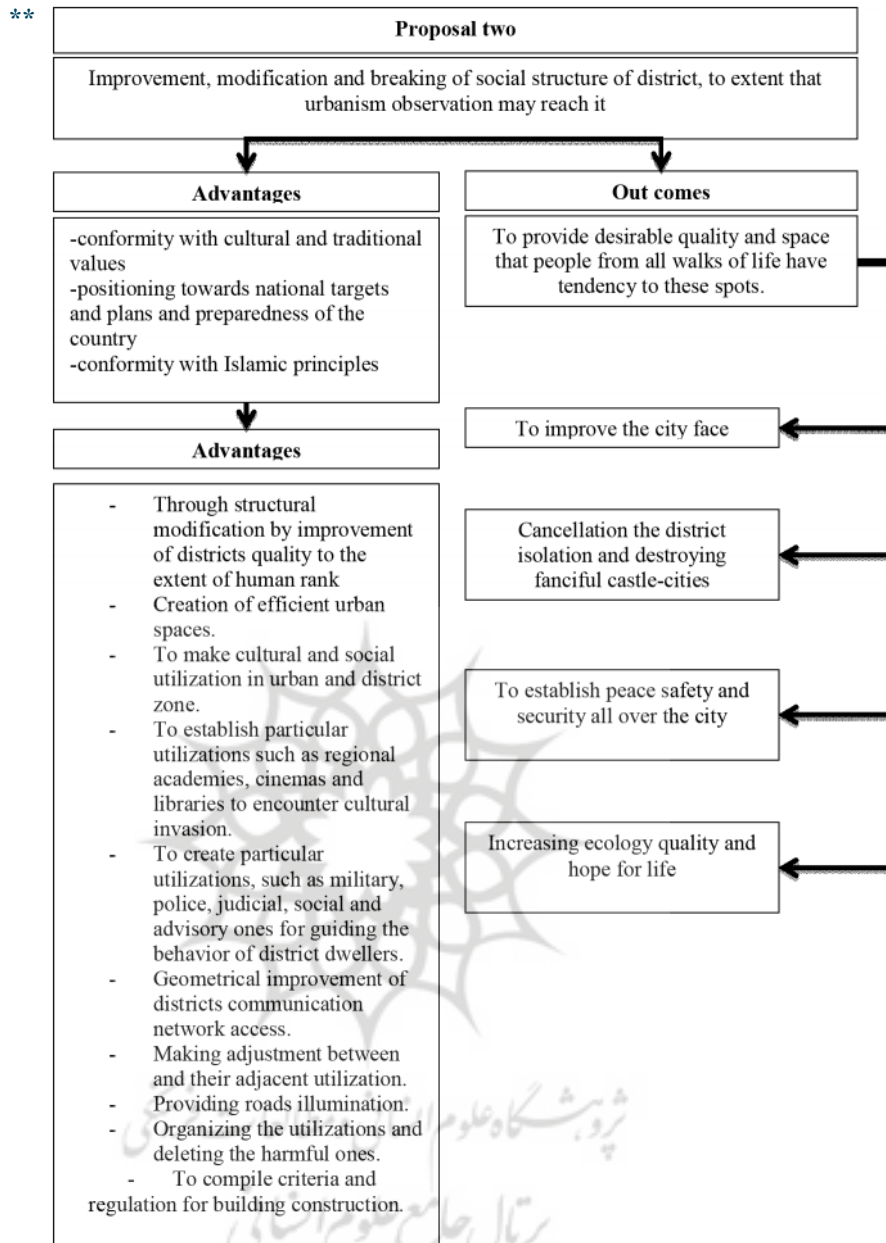 **
Proposal two
Improvement, modification and breaking of social structure of district, to extent that
urbanism observation may reach it
Advantages
-conformity with cultural and traditional
values
-positioning towards national targets
and plans and preparedness of the
country
-conformity with Islamic principles
Advantages
- Through structural
modification by improvement
of districts quality to the
extent of human rank
- Creation of efficient urban
spaces.
- To make cultural and social
utilization in urban and district
zone.
- To establish particular
utilizations such as regional
academies, cinemas and
libraries to encounter cultural
invasion.
- To create particular
utilizations, such as military,
police, judicial, social and
advisory ones for guiding the
behavior of district dwellers.
- Geometrical improvement of
districts communication
network access.
- Making adjustment between
and their adjacent utilization.
- Providing roads illumination.
- Organizing the utilizations and
deleting the harmful ones.
- To compile criteria and
regulation for building construction.
Out comes
To provide desirable quality and space
that people from all walks of life have
tendency to these spots.
To improve the city face
Cancellation the district
isolation and destroying
fanciful castle-cities
To establish peace safety and
security all over the city
Increasing ecology quality and
hope for life
پژوهشگاه علوم انسانی و مطالعات فرهنگی
پرتال جامع علوم انسانی